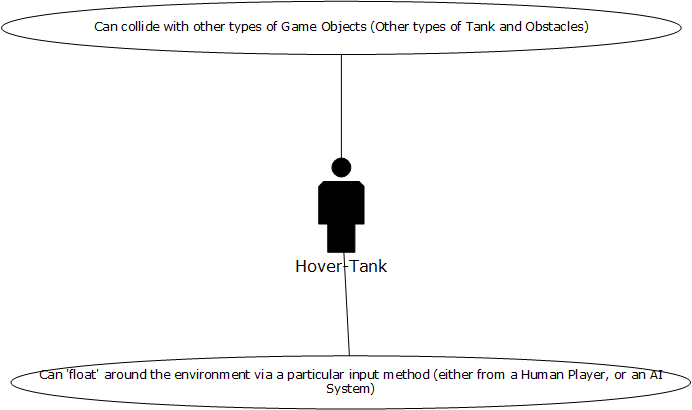 Can collide with other types of Game Objects (Other types of Tank and Obstacles)
Hover-Tank
Can 'float' around the environment via a particular input method (either from a Human Player, or an AI
System)